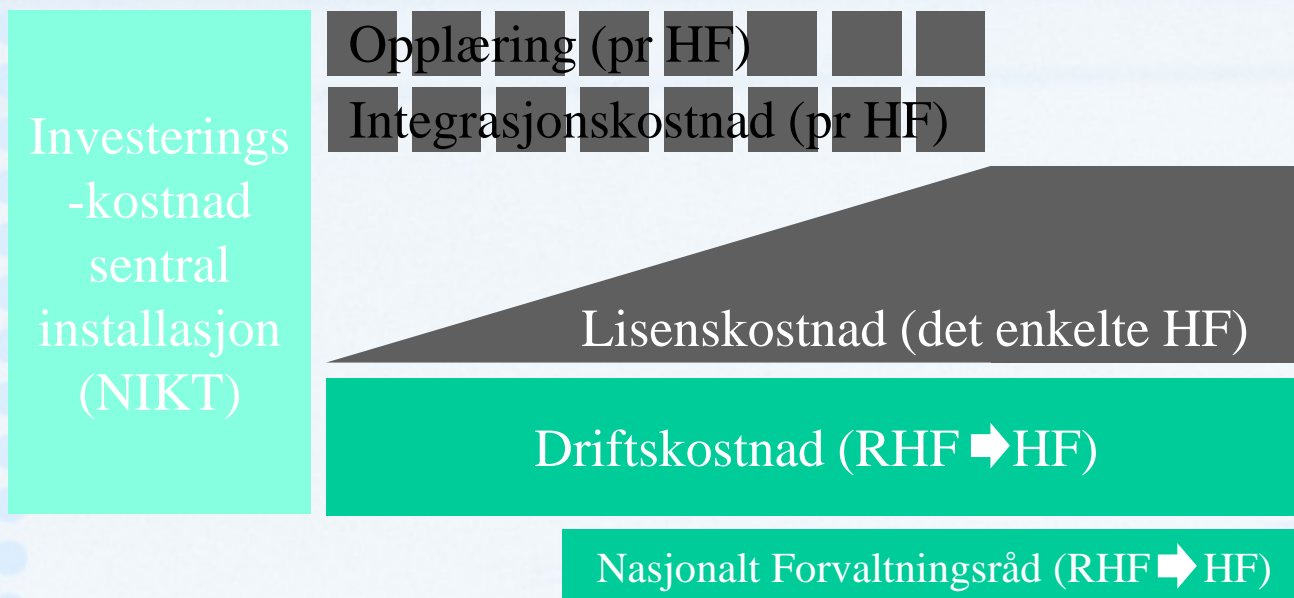 Investerings
-kostnad
sentral
installasjon
(NIKT)
Opplæring (pr HF)
Integrasjonskostnad (pr HF)
Lisenskostnad (det enkelte HF)
Driftskostnad (RHF ➡HF)
Nasjonalt Forvaltningsråd (RHF ➡ HF)